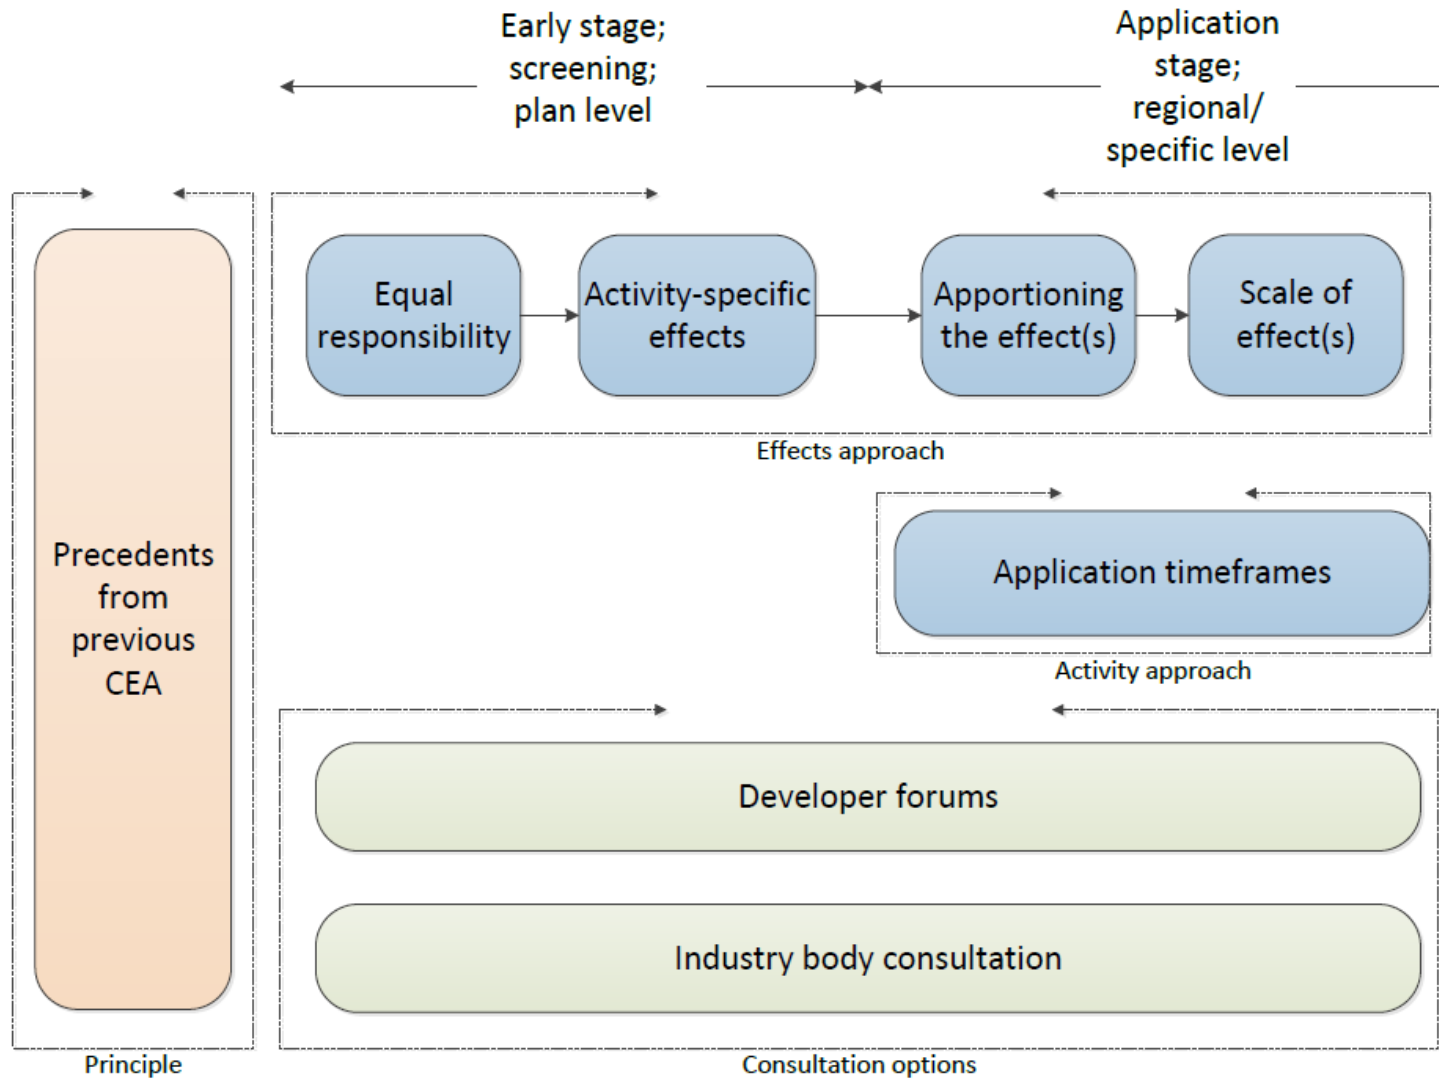 Early stage;
screening;
plan level
Application
stage;
regional/
specific level
Equal
responsibility
Activity-specific
effects
Apportioning
the effect(s)
Scale of
effect(s)
Effects approach
Precedents
from
previous
CEA
Application timeframes
Activity approach
Developer forums
Industry body consultation
Principle
Consultation options